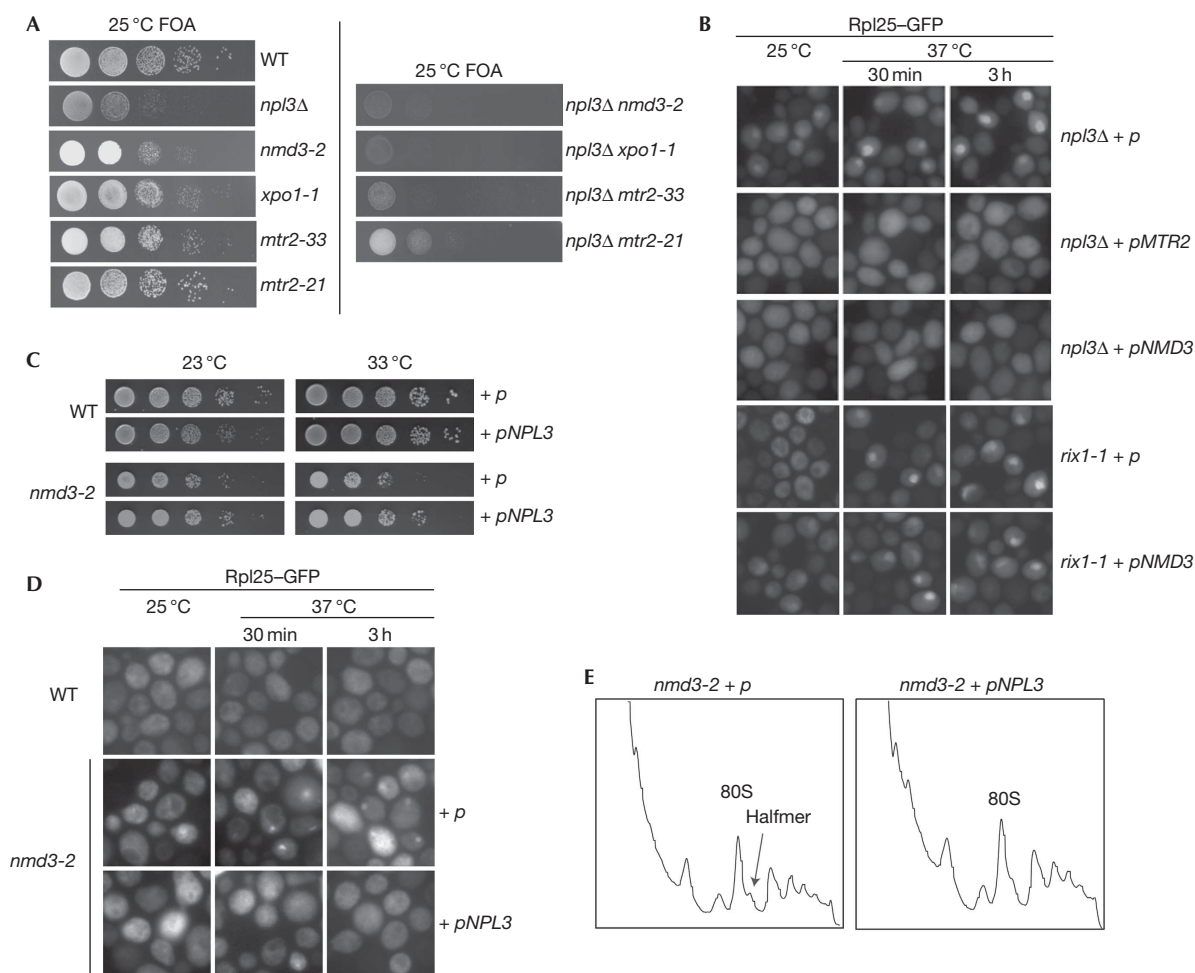 A
25 °C FOA
WT
npl3Δ
nmd3-2
xpo1-1
mtr2-33
mtr2-21
25 °C FOA
npl3Δ nmd3-2
npl3Δ xpo1-1
npl3Δ mtr2-33
npl3Δ mtr2-21
B
Rpl25–GFP
25 °C 37 °C
30 min 3 h
npl3Δ + p
npl3Δ + pMTR2
npl3Δ + pNMD3
rix1-1 + p
rix1-1 + pNMD3
C
23 °C 33 °C
WT
+ p
+ pNPL3
nmd3-2
+ p
+ pNPL3
D
Rpl25–GFP
25 °C 37 °C
30 min 3 h
WT
nmd3-2
+ p
+ pNPL3
E
nmd3-2 + p
80S
Halfmer
nmd3-2 + pNPL3
80S